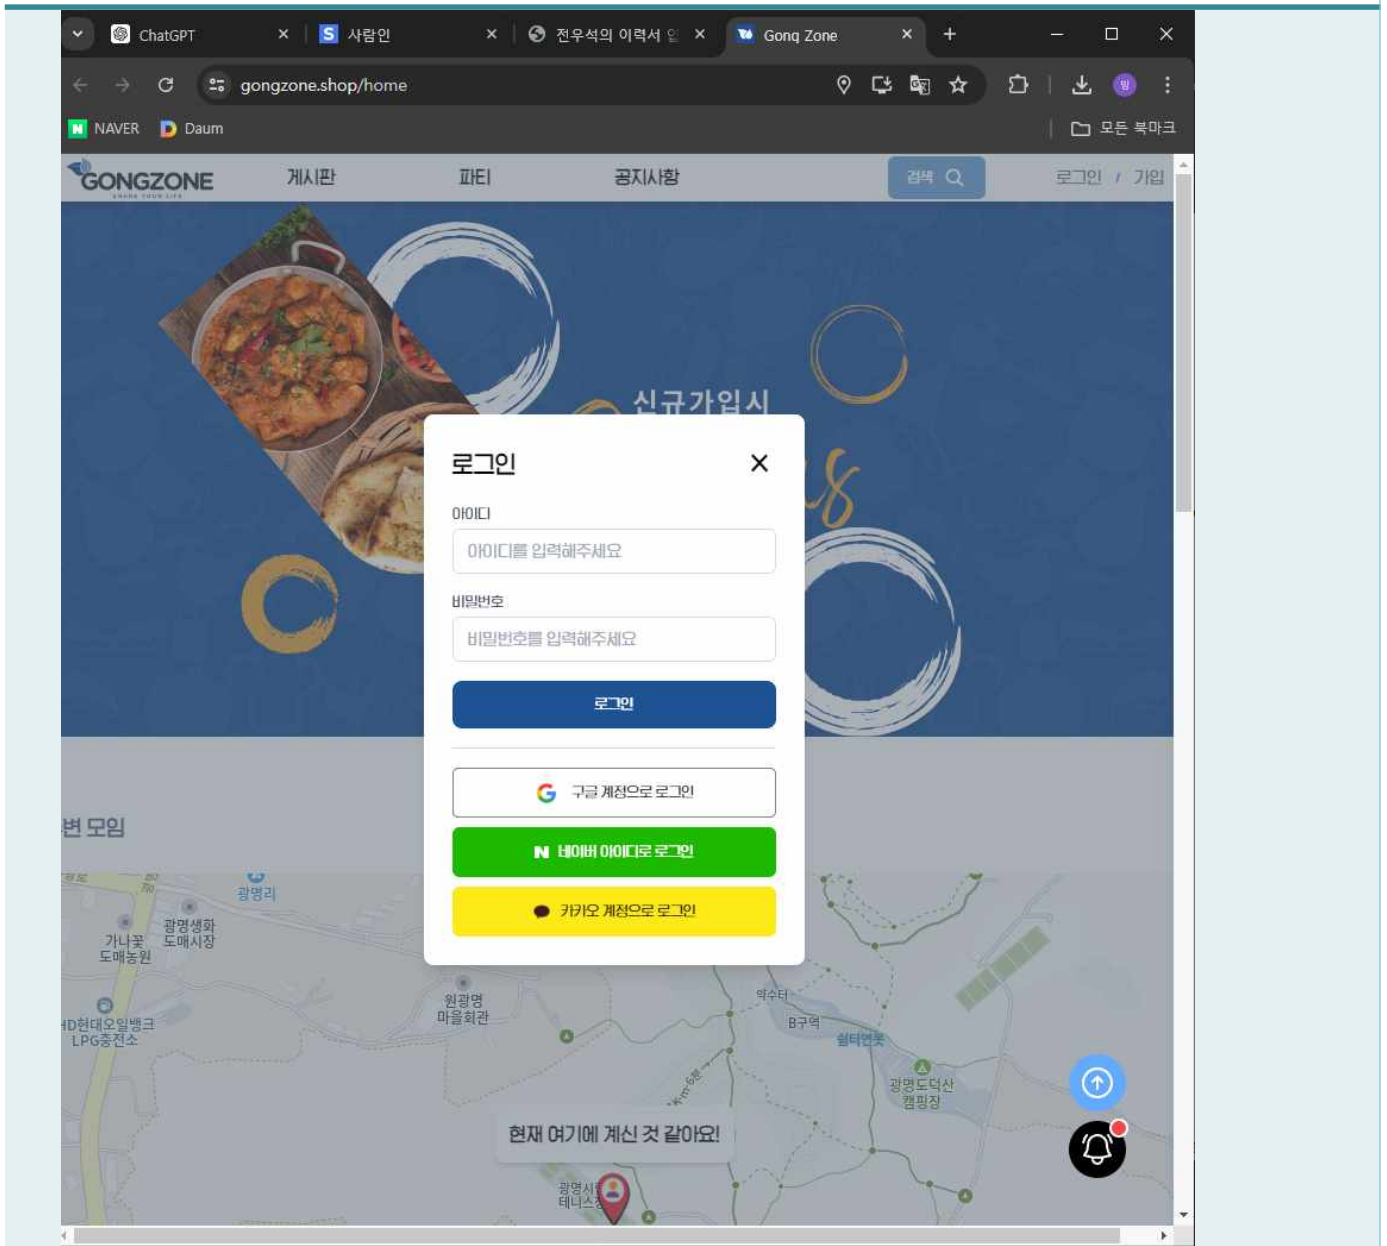 ChatGPT
사람인
전우석의 이력서
Gong Zone
gongzone.shop/home
NAVER
Daum
모든 북마크
GONGZONE
SHARE YOUR LIFE
게시판
파티
공지사항
검색
로그인 / 가입
신규가입시
로그인
아이디
아이디를 입력해주세요
비밀번호
비밀번호를 입력해주세요
로그인
구글 계정으로 로그인
네이버 아이디로 로그인
카카오 계정으로 로그인
변 모임
광명리
광명생화
도매시장
가나꽃
도매농원
HD현대오일뱅크
LPG충전소
원광명
마을회관
약수터
B구역
쉼터연못
광명도덕산
캠핑장
현재 여기에 계신 것 같아요!
광명시
테니스